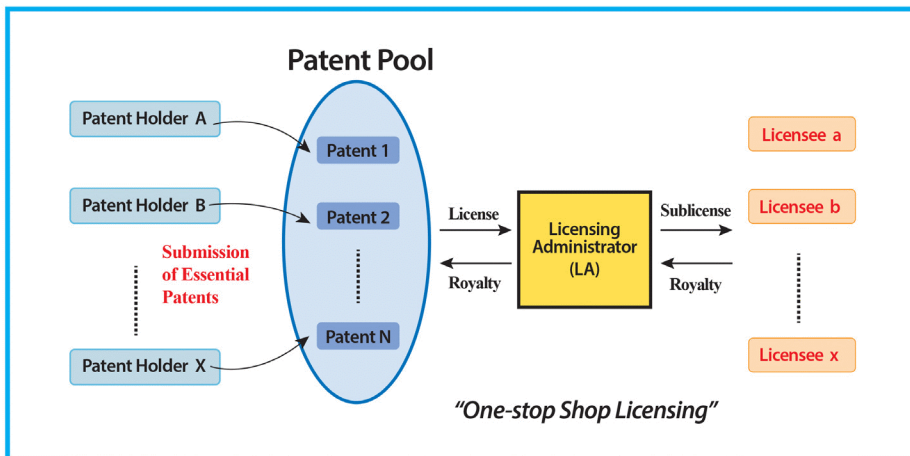 Patent Pool
Patent Holder A
Patent 1
Licensee a
Patent Holder B
Patent 2
License
Royalty
Licensing
Administrator
(LA)
Sublicense
Royalty
Licensee b
Submission
of Essential
Patents
Patent Holder X
Patent N
Licensee x
“One-stop Shop Licensing”